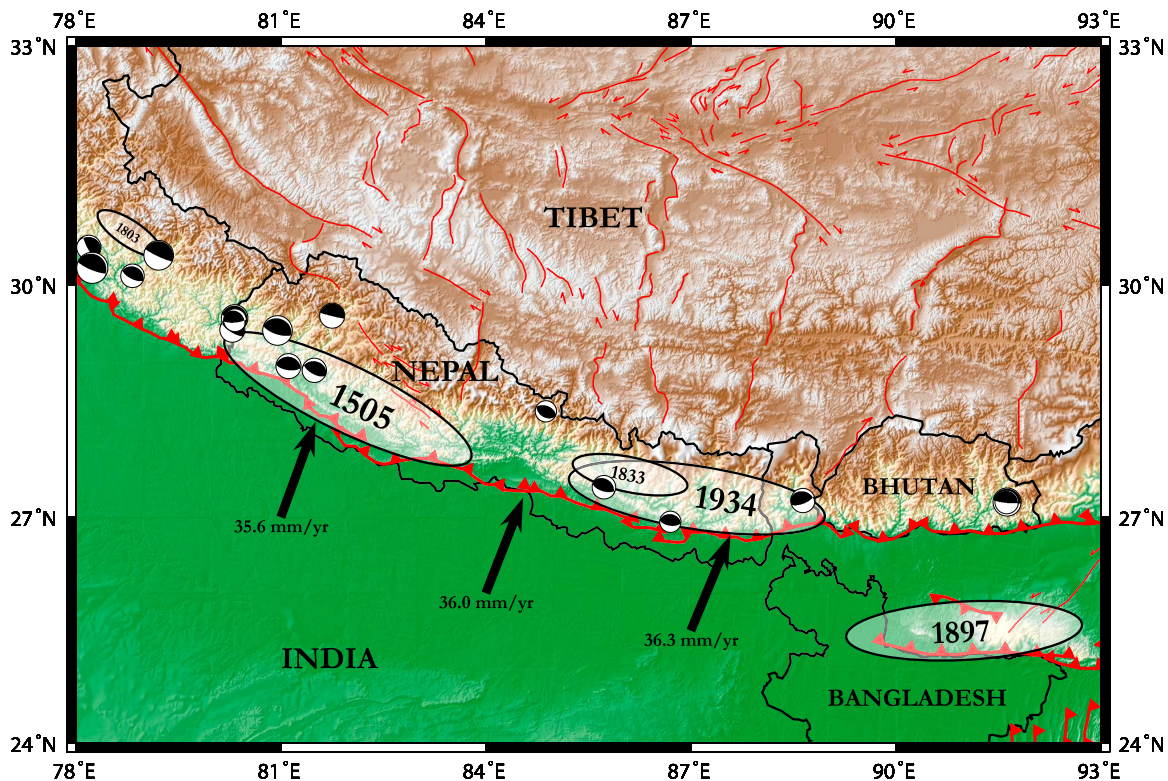 78˚E 81˚E 84˚E 87˚E 90˚E 93˚E
33˚N 33˚N
TIBET
1803
30˚N 30˚N
NEPAL
1505
1833
1934
BHUTAN
27˚N 27˚N
35.6 mm/yr
36.0 mm/yr
36.3 mm/yr
1897
INDIA
BANGLADESH
24˚N 24˚N
78˚E 81˚E 84˚E 87˚E 90˚E 93˚E